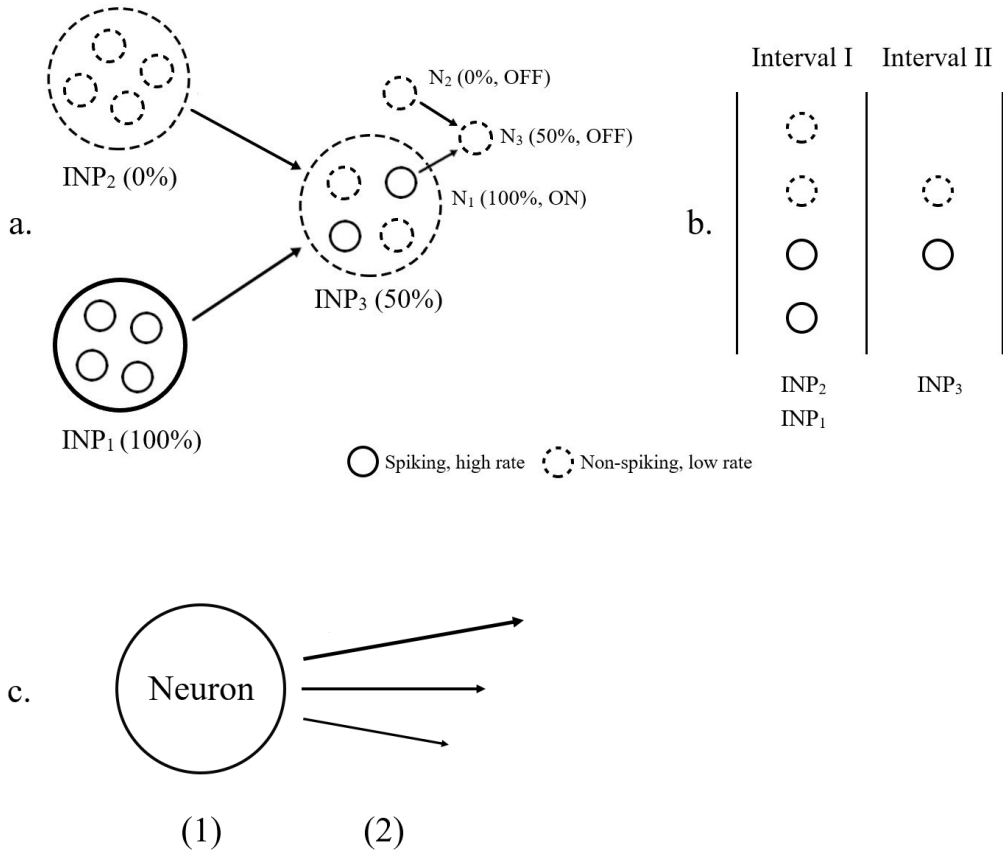 a.
INP₂ (0%)
N₂ (0%, OFF)
N₃ (50%, OFF)
N₁ (100%, ON)
INP₃ (50%)
INP₁ (100%)
Spiking, high rate
Non-spiking, low rate
b.
Interval I
Interval II
INP₂
INP₁
INP₃
c.
Neuron
(1)
(2)